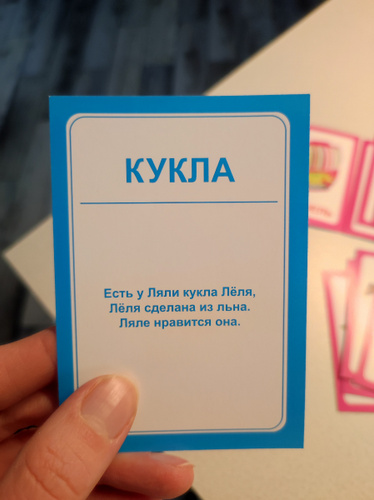 КУКЛА
Есть у Ляли кукла Лёля,
Лёля сделана из льна.
Ляле нравится она.